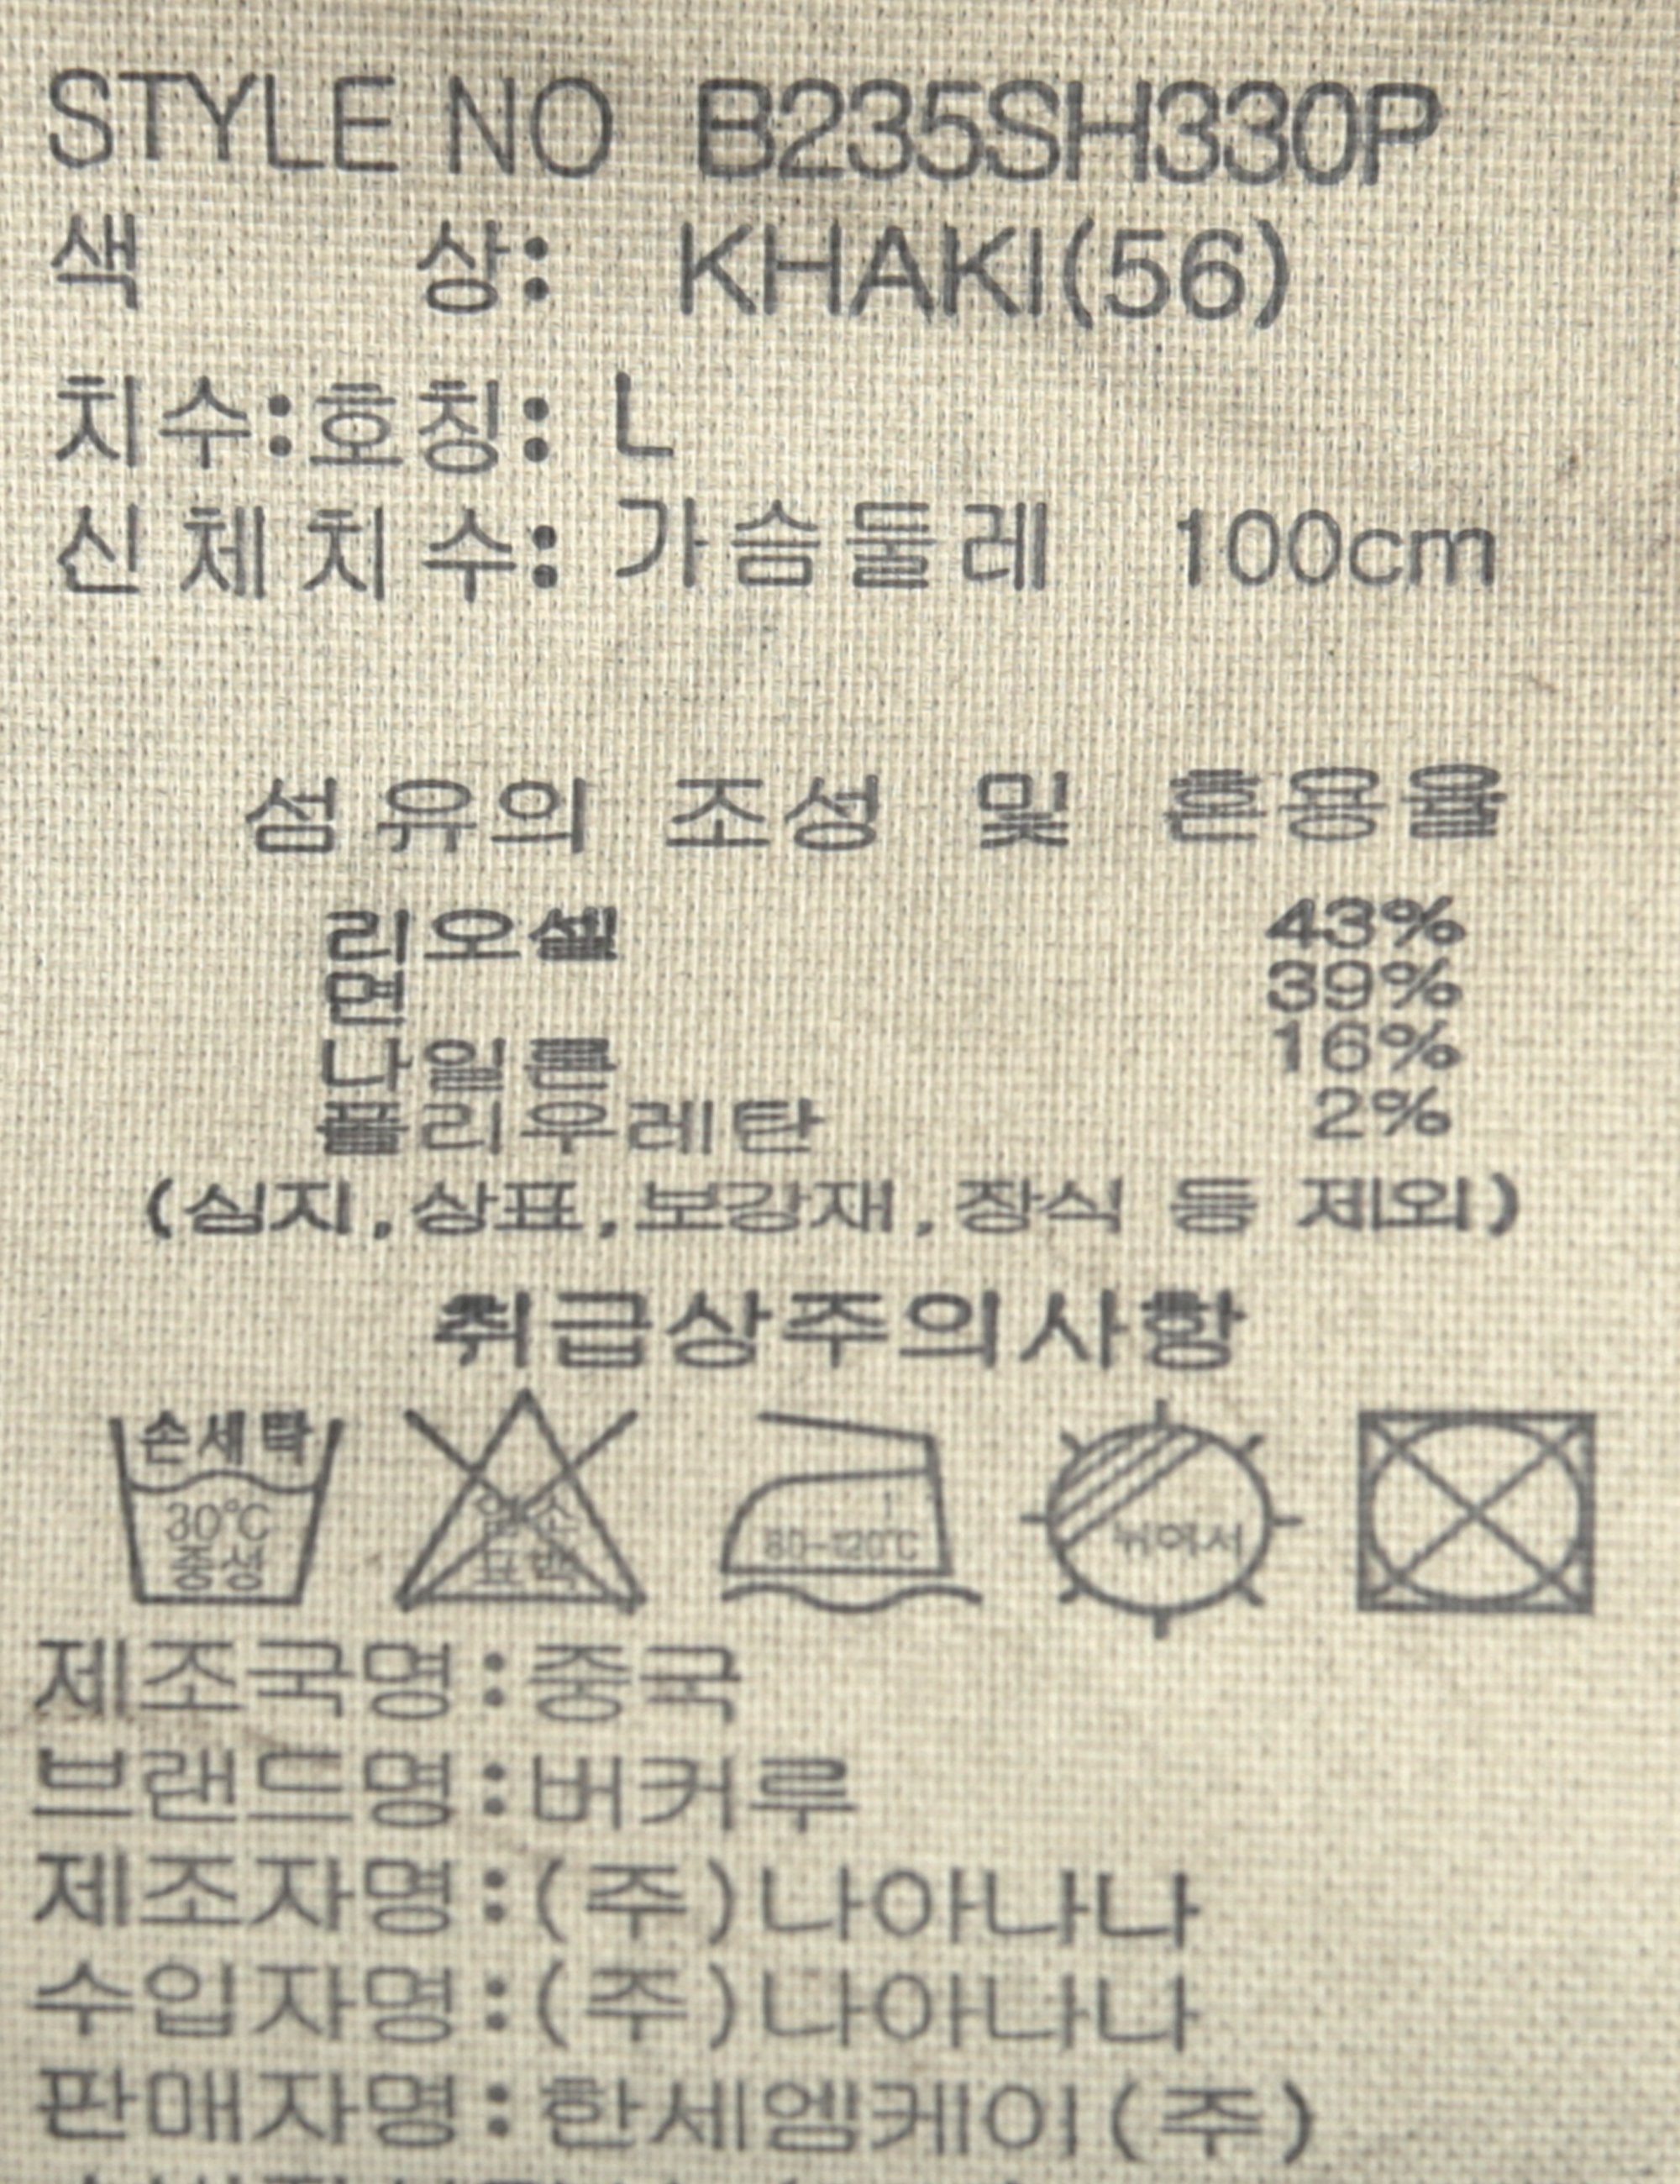 STYLE NO B235SH330P
색 상: KHAKI(56)
치수:호칭: L
신체치수: 가슴둘레 100cm
섬유의 조성 및 혼용율
리오셀 43%
면 39%
나일론 16%
폴리우레탄 2%
(심지,상표,보강재,장식 등 제외)
취급상주의사항
손세탁 30℃ 중성
염소 표백
1 80-120℃
뉘어서
제조국명:중국
브랜드명:버커루
제조자명:(주)나아나나
수입자명:(주)나아나나
판매자명:한세엠케이(주)